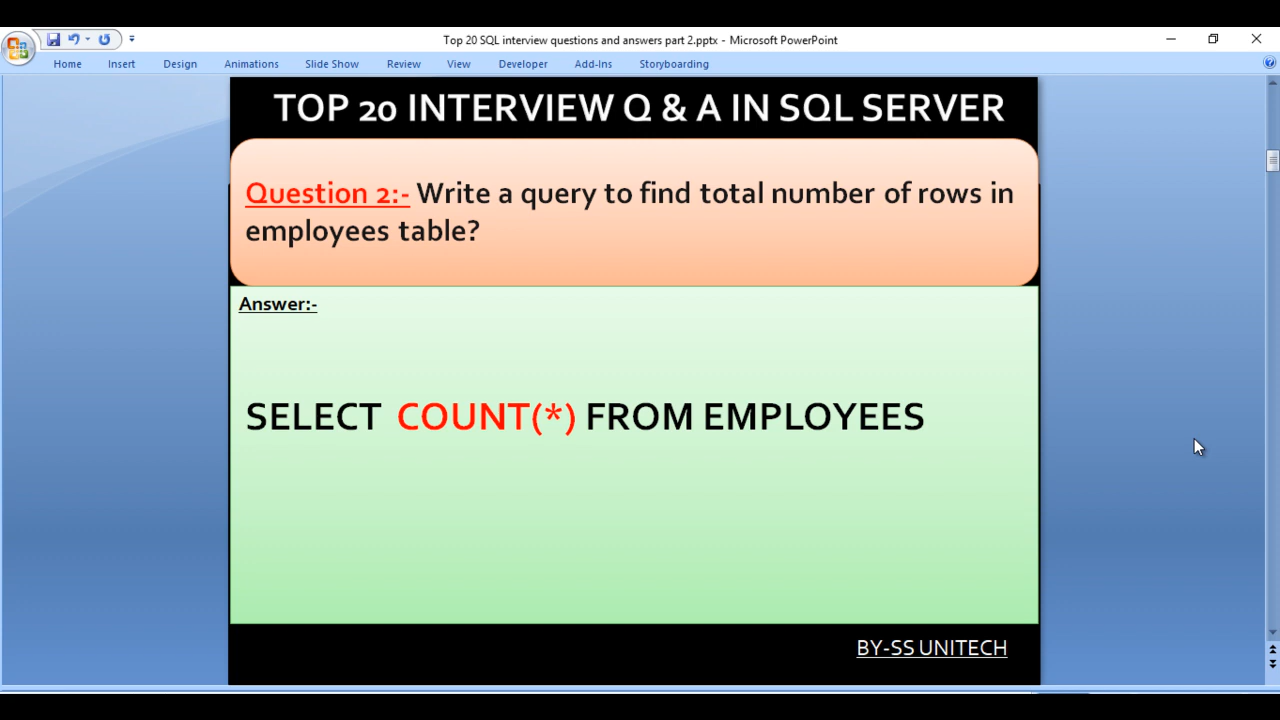 Top 20 SQL interview questions and answers part 2.pptx - Microsoft PowerPoint
Home Insert Design Animations Slide Show Review View Developer Add-Ins Storyboarding
TOP 20 INTERVIEW Q & A IN SQL SERVER
Question 2:- Write a query to find total number of rows in
employees table?
Answer:-
SELECT COUNT(*) FROM EMPLOYEES
BY-SS UNITECH